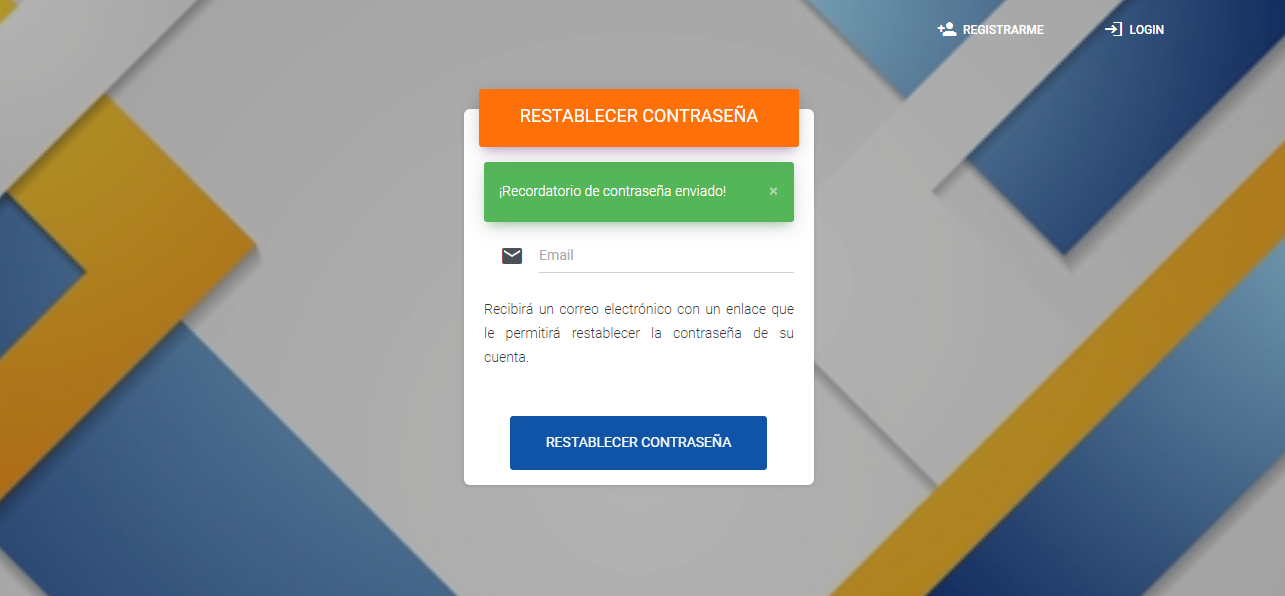 REGISTRARME
LOGIN
RESTABLECER CONTRASEÑA
¡Recordatorio de contraseña enviado! ×
Email
Recibirá un correo electrónico con un enlace que
le permitirá restablecer la contraseña de su
cuenta.
RESTABLECER CONTRASEÑA